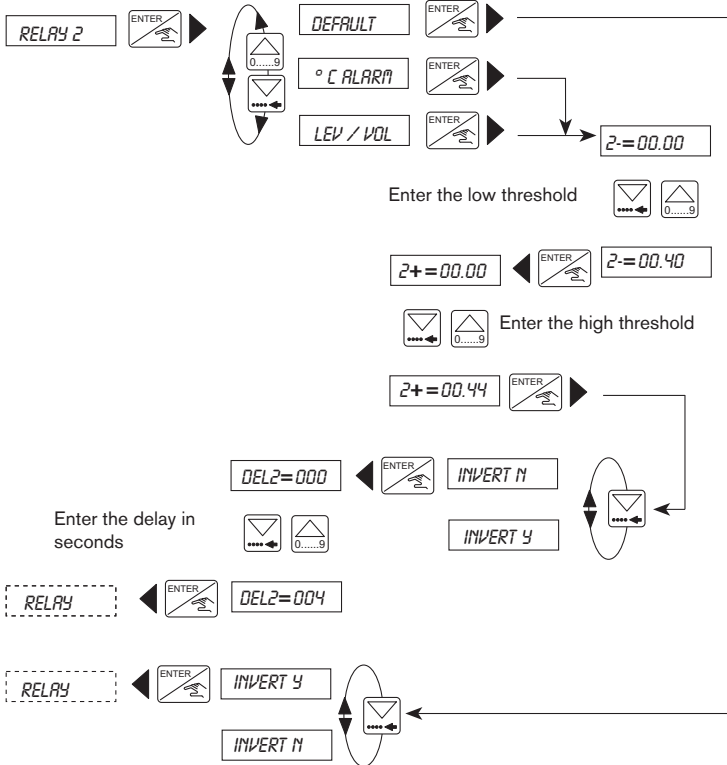 RELAY 2
ENTER
DEFAULT
ENTER
0......9
° C ALARM
ENTER
LEV / VOL
ENTER
2-=00.00
Enter the low threshold
0......9
2+=00.00
ENTER
2-=00.40
0......9
Enter the high threshold
2+=00.44
ENTER
DEL2=000
ENTER
INVERT N
INVERT Y
Enter the delay in
seconds
0......9
RELAY
ENTER
DEL2=004
RELAY
ENTER
INVERT Y
INVERT N